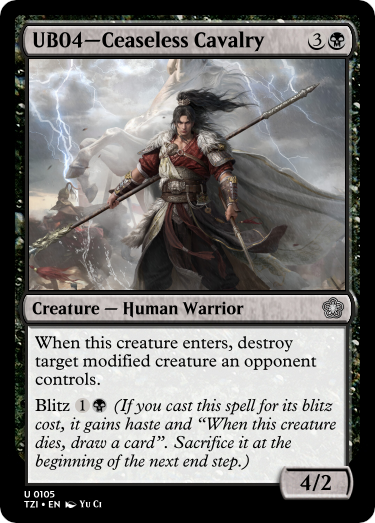 UB04—Ceaseless Cavalry 3
Creature — Human Warrior
When this creature enters, destroy
target modified creature an opponent
controls.
Blitz 1 (If you cast this spell for its blitz
cost, it gains haste and “When this creature
dies, draw a card”. Sacrifice it at the
beginning of the next end step.)
4/2
U 0105
TZI • EN Yu Ci